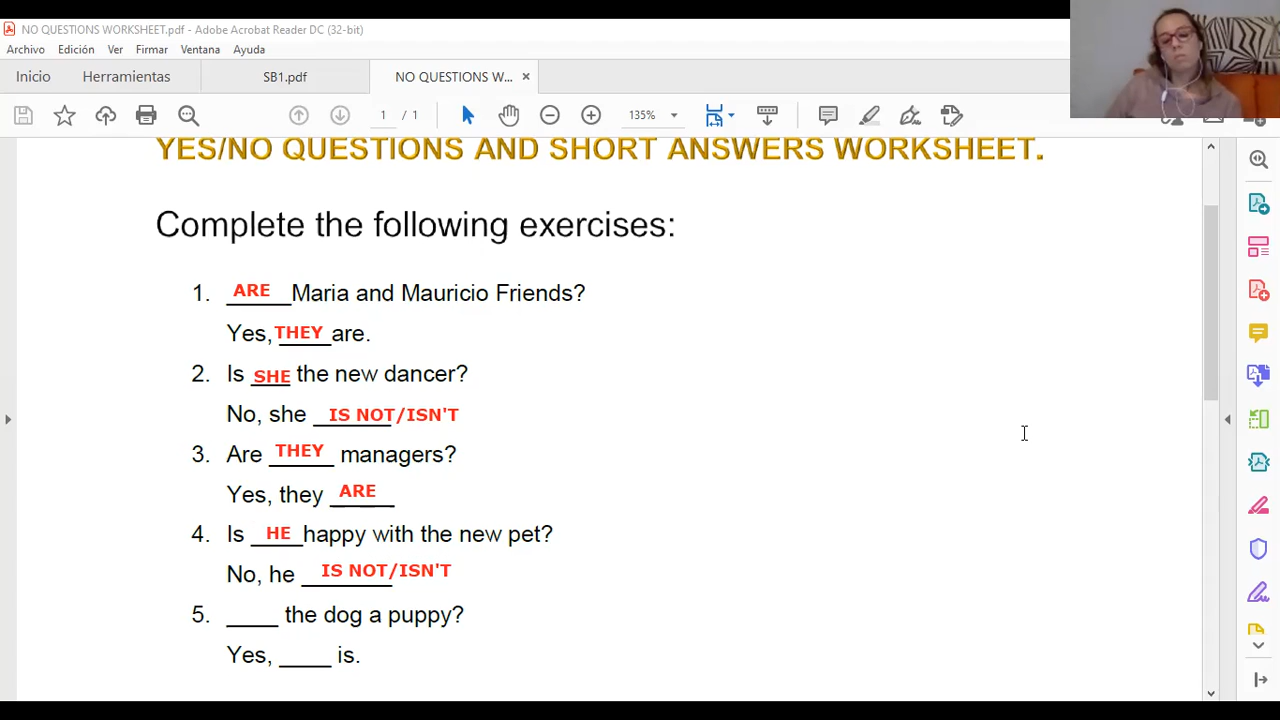 NO QUESTIONS WORKSHEET.pdf - Adobe Acrobat Reader DC (32-bit)
Archivo Edición Ver Firmar Ventana Ayuda
Inicio Herramientas SB1.pdf NO QUESTIONS W... ×
1 / 1 135%
YES/NO QUESTIONS AND SHORT ANSWERS WORKSHEET.
Complete the following exercises:
1. ARE Maria and Mauricio Friends?
Yes, THEY are.
2. Is SHE the new dancer?
No, she IS NOT/ISN'T
3. Are THEY managers?
Yes, they ARE
4. Is HE happy with the new pet?
No, he IS NOT/ISN'T
5. ____ the dog a puppy?
Yes, ____ is.